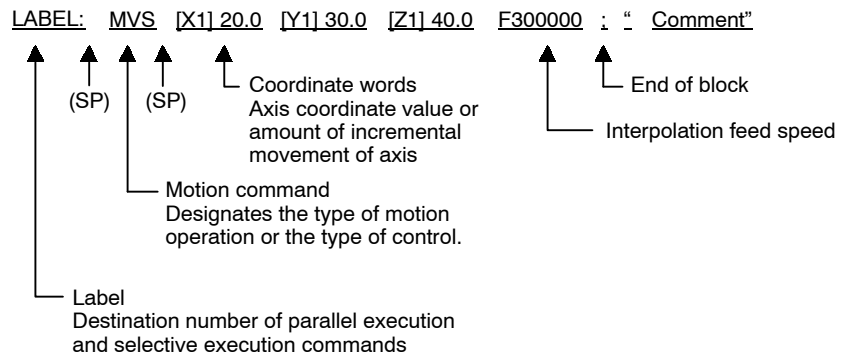 LABEL: MVS [X1] 20.0 [Y1] 30.0 [Z1] 40.0 F300000 ; “ Comment”
(SP) (SP)
Coordinate words
Axis coordinate value or
amount of incremental
movement of axis
End of block
Interpolation feed speed
Motion command
Designates the type of motion
operation or the type of control.
Label
Destination number of parallel execution
and selective execution commands